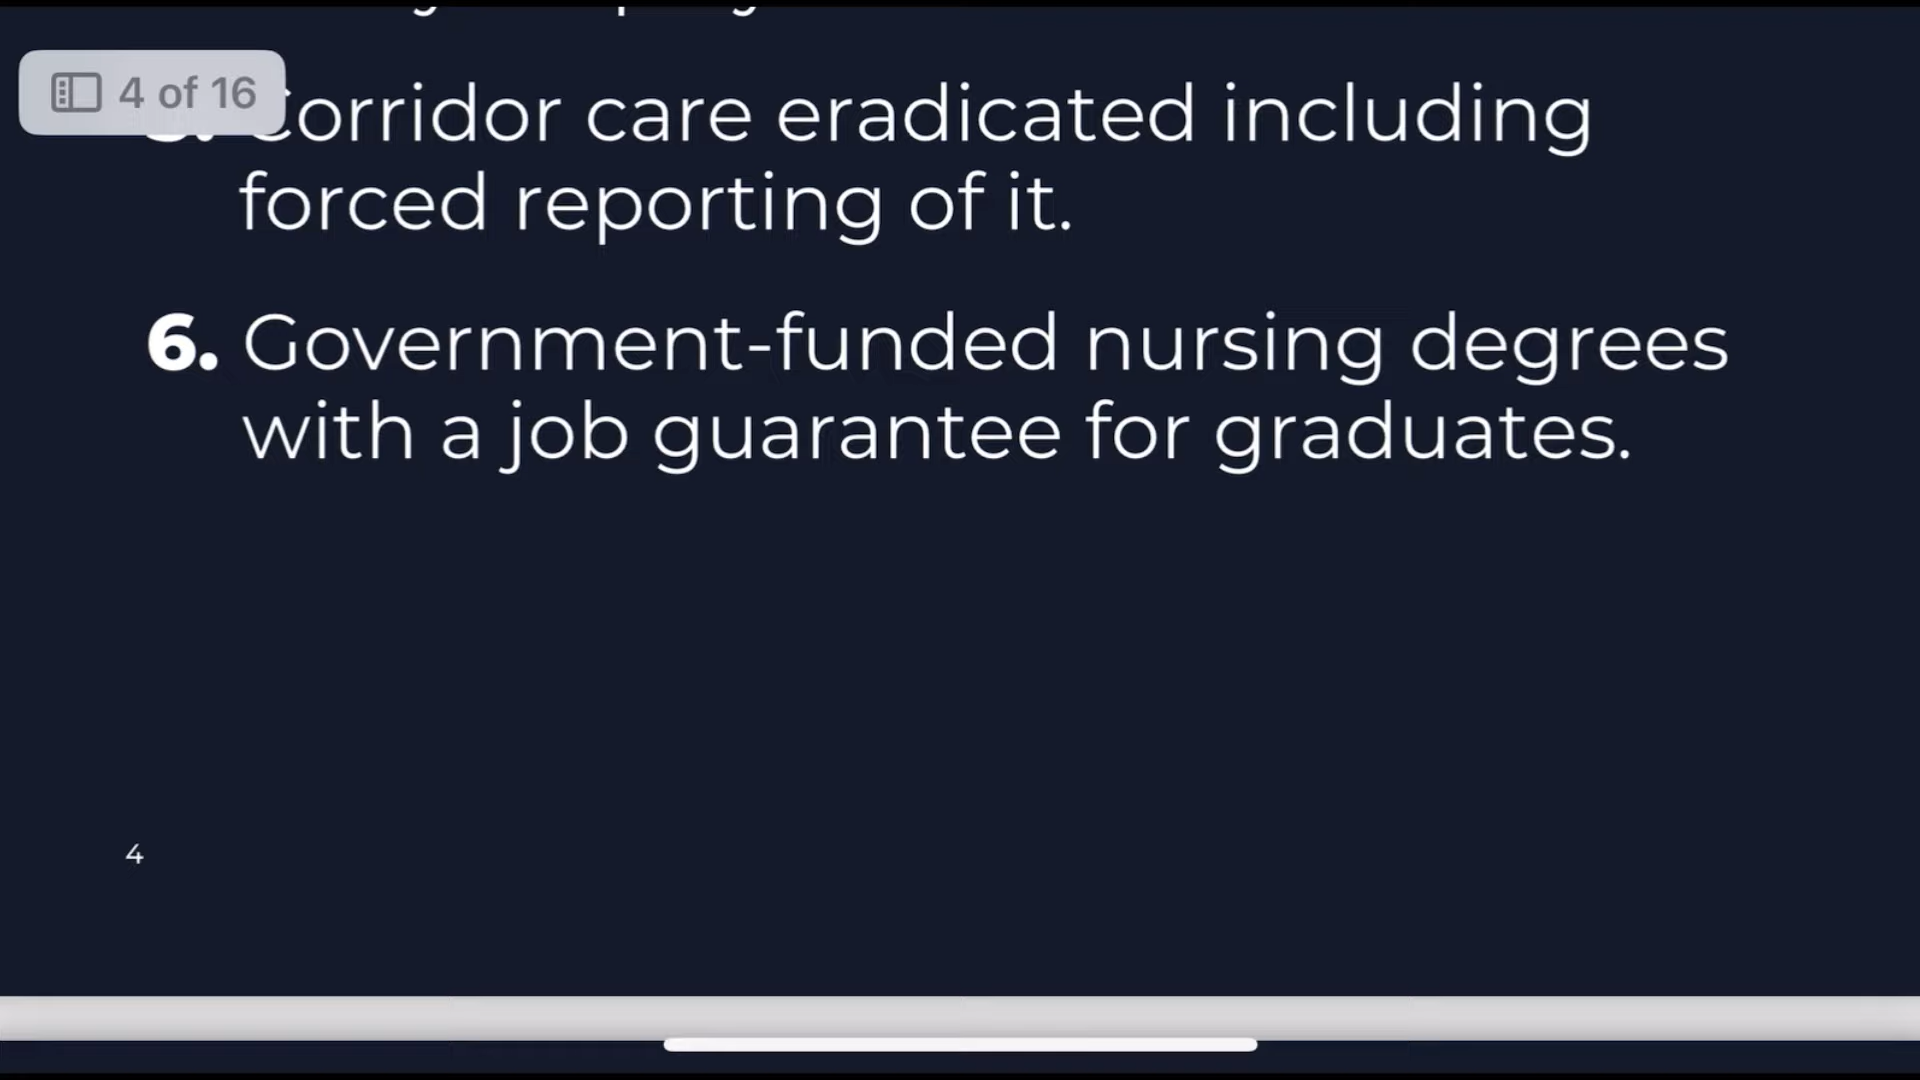 4 of 16
Corridor care eradicated including
forced reporting of it.
6. Government-funded nursing degrees
with a job guarantee for graduates.
4